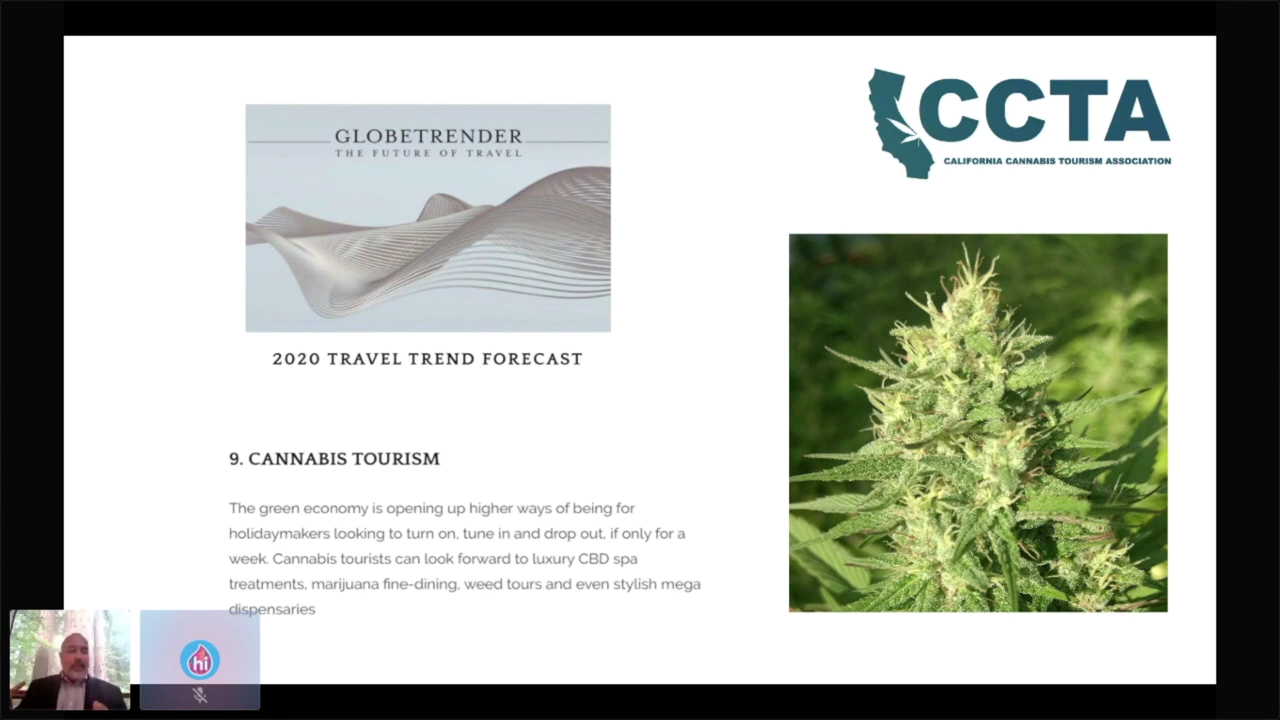 GLOBETRENDER
THE FUTURE OF TRAVEL
CCTA
CALIFORNIA CANNABIS TOURISM ASSOCIATION
2020 TRAVEL TREND FORECAST
9. CANNABIS TOURISM
The green economy is opening up higher ways of being for
holidaymakers looking to turn on, tune in and drop out, if only for a
week. Cannabis tourists can look forward to luxury CBD spa
treatments, marijuana fine-dining, weed tours and even stylish mega
dispensaries
hi